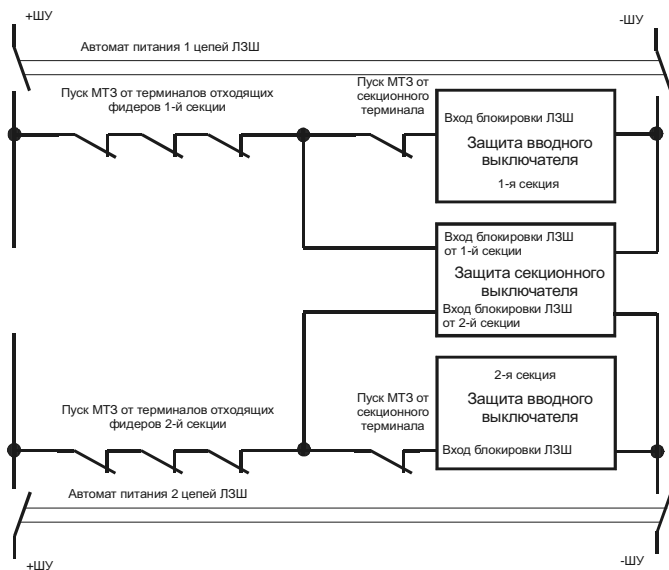 +ШУ
-ШУ
Автомат питания 1 цепей ЛЗШ
Пуск МТЗ от терминалов отходящих
фидеров 1-й секции
Пуск МТЗ от
секционного
терминала
Вход блокировки ЛЗШ
Защита вводного
выключателя
1-я секция
Вход блокировки ЛЗШ
от 1-й секции
Защита секционного
выключателя
Вход блокировки ЛЗШ
от 2-й секции
Пуск МТЗ от терминалов отходящих
фидеров 2-й секции
Пуск МТЗ от
секционного
терминала
2-я секция
Защита вводного
выключателя
Вход блокировки ЛЗШ
Автомат питания 2 цепей ЛЗШ
+ШУ
-ШУ